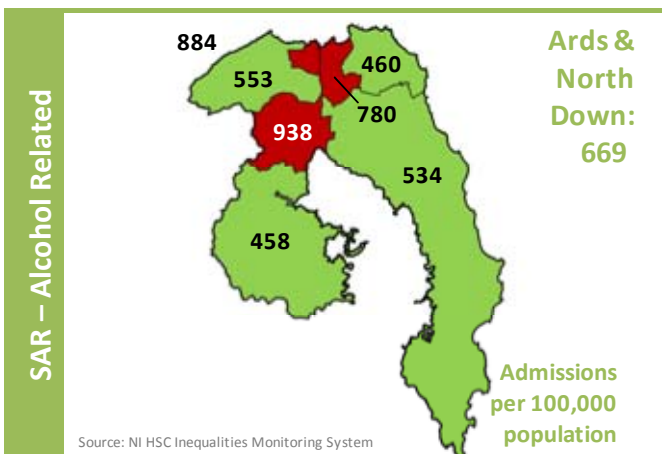 SAR – Alcohol Related
884
553
460
780
938
534
458
Ards &
North
Down:
669
Admissions
per 100,000
population
Source: NI HSC Inequalities Monitoring System